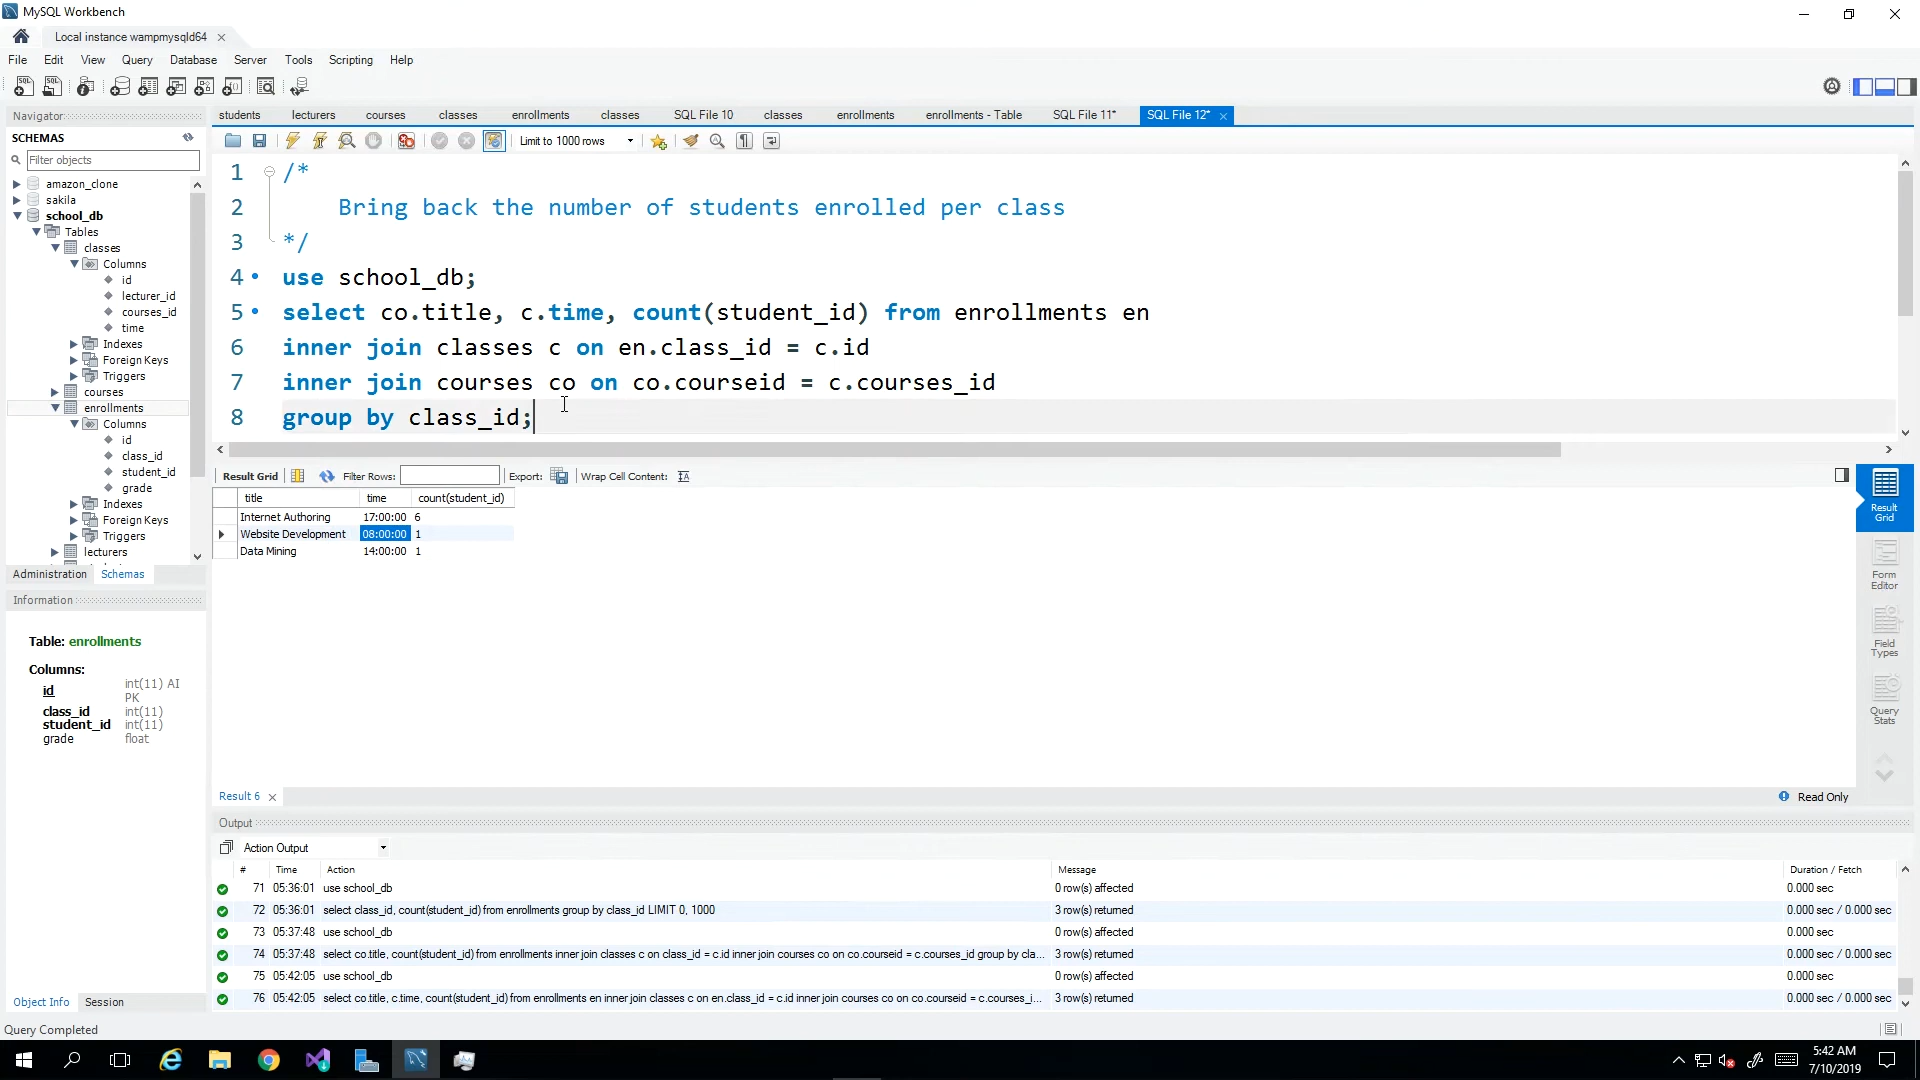 MySQL Workbench
Local instance wampmysqld64
File Edit View Query Database Server Tools Scripting Help
Navigator
SCHEMAS
Filter objects
amazon_clone
sakila
school_db
Tables
classes
Columns
id
lecturer_id
courses_id
time
Indexes
Foreign Keys
Triggers
courses
enrollments
Columns
id
class_id
student_id
grade
Indexes
Foreign Keys
Triggers
lecturers
Administration Schemas
Information
Table: enrollments
Columns:
id int(11) AI
PK
class_id int(11)
student_id int(11)
grade float
Object Info Session
students lecturers courses classes enrollments classes SQL File 10 classes enrollments enrollments - Table SQL File 11* SQL File 12*
Limit to 1000 rows
1 /*
2 Bring back the number of students enrolled per class
3 */
4 use school_db;
5 select co.title, c.time, count(student_id) from enrollments en
6 inner join classes c on en.class_id = c.id
7 inner join courses co on co.courseid = c.courses_id
8 group by class_id;
Result Grid Filter Rows: Export: Wrap Cell Content:
title time count(student_id)
Internet Authoring 17:00:00 6
Website Development 08:00:00 1
Data Mining 14:00:00 1
Result
Grid
Form
Editor
Field
Types
Query
Stats
Result 6
Read Only
Output
Action Output
# Time Action Message Duration / Fetch
71 05:36:01 use school_db 0 row(s) affected 0.000 sec
72 05:36:01 select class_id, count(student_id) from enrollments group by class_id LIMIT 0, 1000 3 row(s) returned 0.000 sec / 0.000 sec
73 05:37:48 use school_db 0 row(s) affected 0.000 sec
74 05:37:48 select co.title, count(student_id) from enrollments inner join classes c on class_id = c.id inner join courses co on co.courseid = c.courses_id group by cla... 3 row(s) returned 0.000 sec / 0.000 sec
75 05:42:05 use school_db 0 row(s) affected 0.000 sec
76 05:42:05 select co.title, c.time, count(student_id) from enrollments en inner join classes c on en.class_id = c.id inner join courses co on co.courseid = c.courses_i... 3 row(s) returned 0.000 sec / 0.000 sec
Query Completed
5:42 AM
7/10/2019